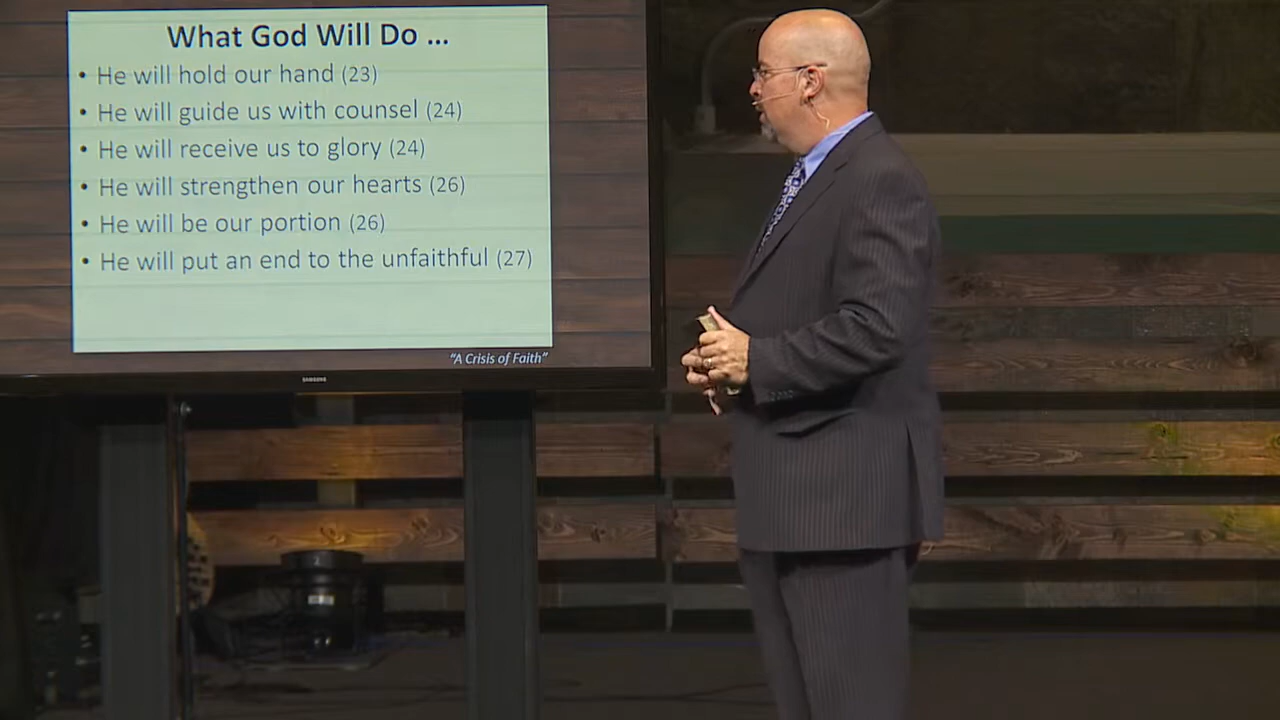 What God Will Do ...
• He will hold our hand (23)
• He will guide us with counsel (24)
• He will receive us to glory (24)
• He will strengthen our hearts (26)
• He will be our portion (26)
• He will put an end to the unfaithful (27)
"A Crisis of Faith"
SAMSUNG